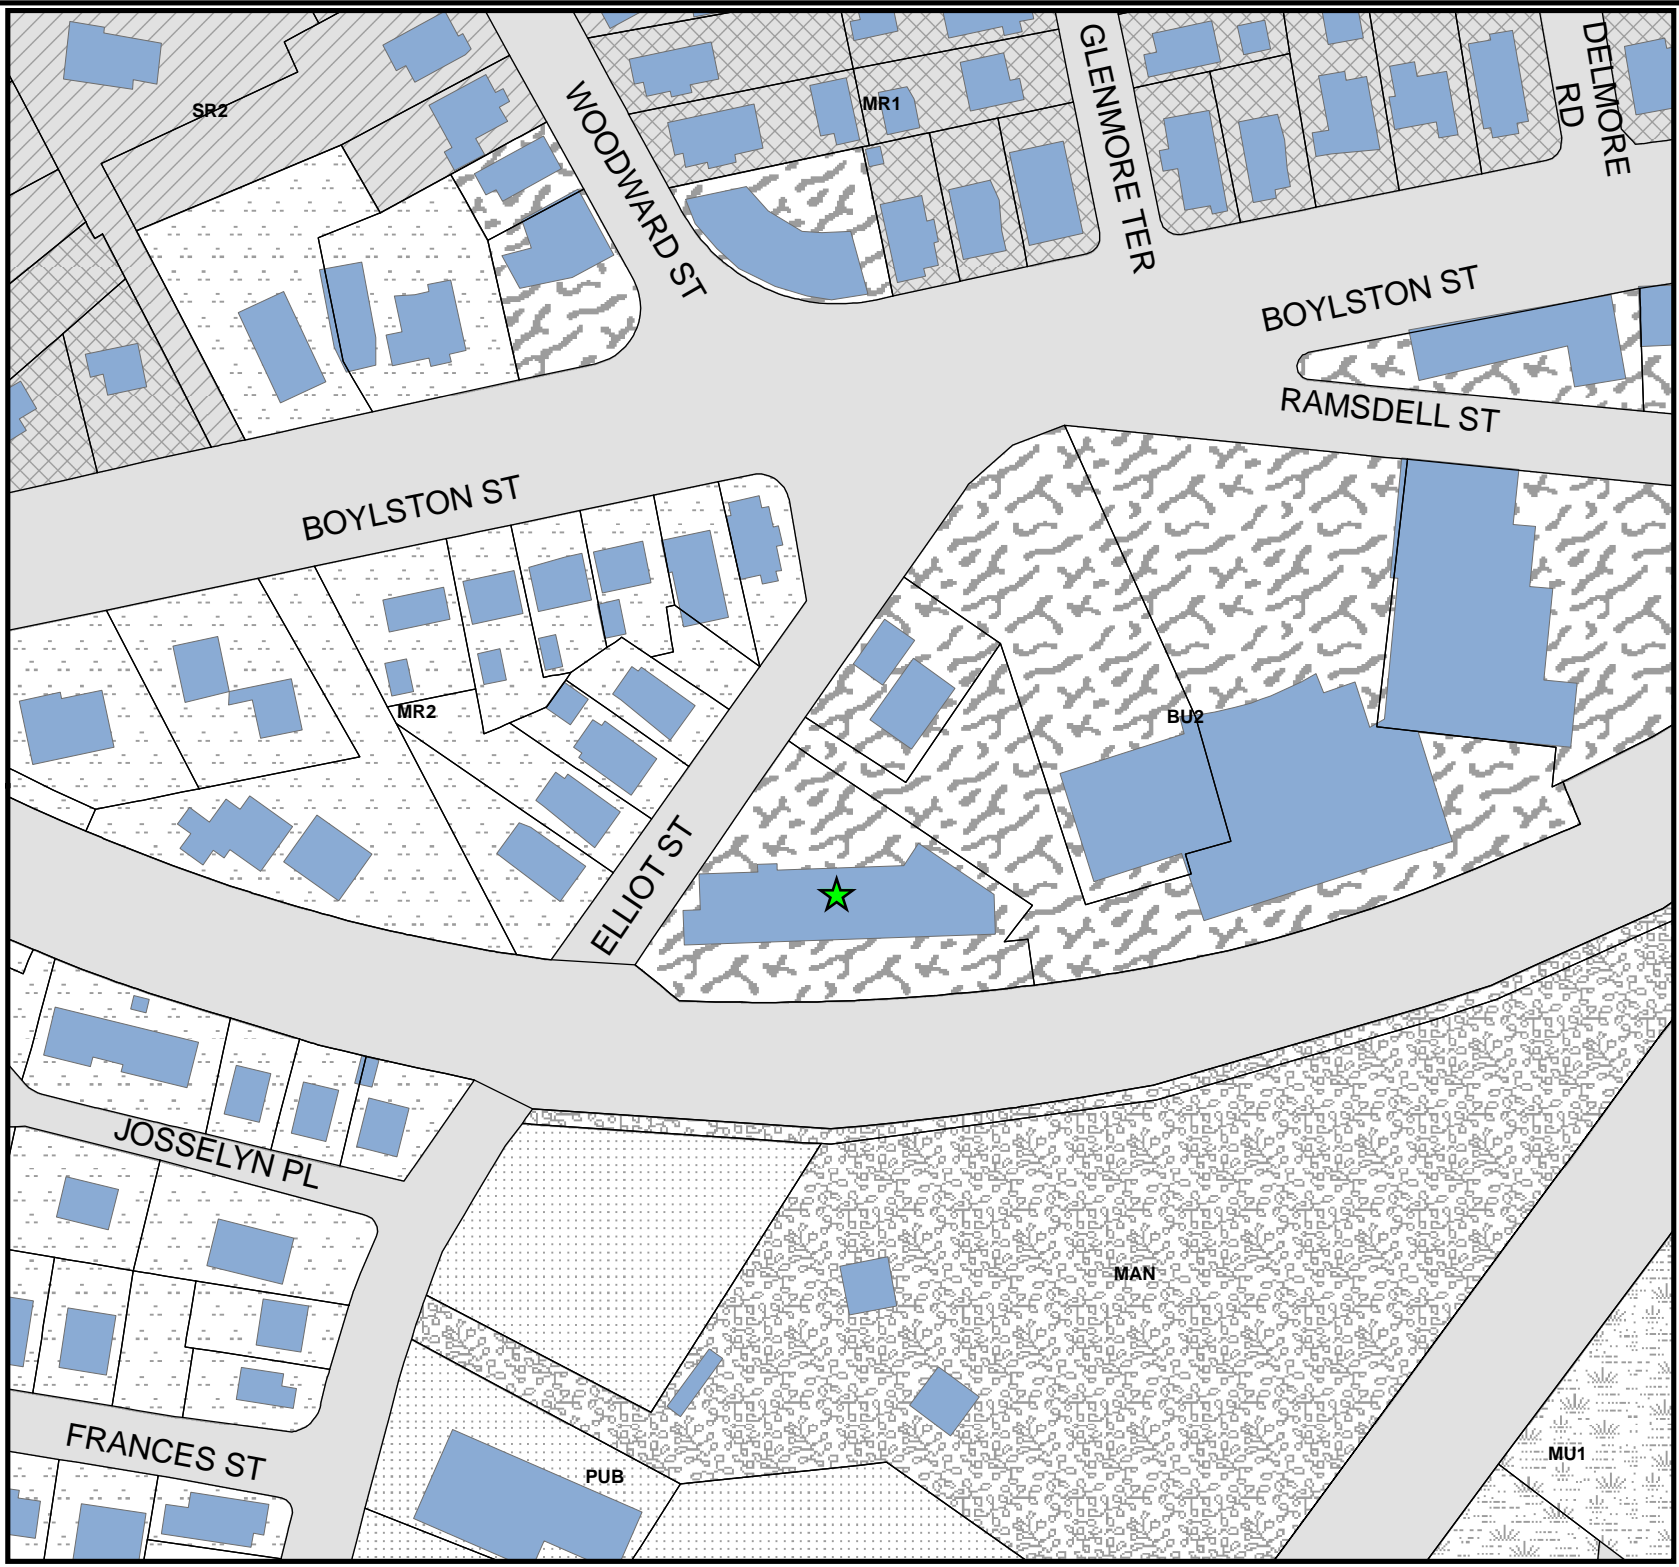 GLENMORE TER
DELMORE
RD
SR2
MR1
WOODWARD ST
BOYLSTON ST
RAMSDELL ST
BOYLSTON ST
MR2
BU2
ELLIOT ST
JOSSELYN PL
MAN
FRANCES ST
PUB
MU1